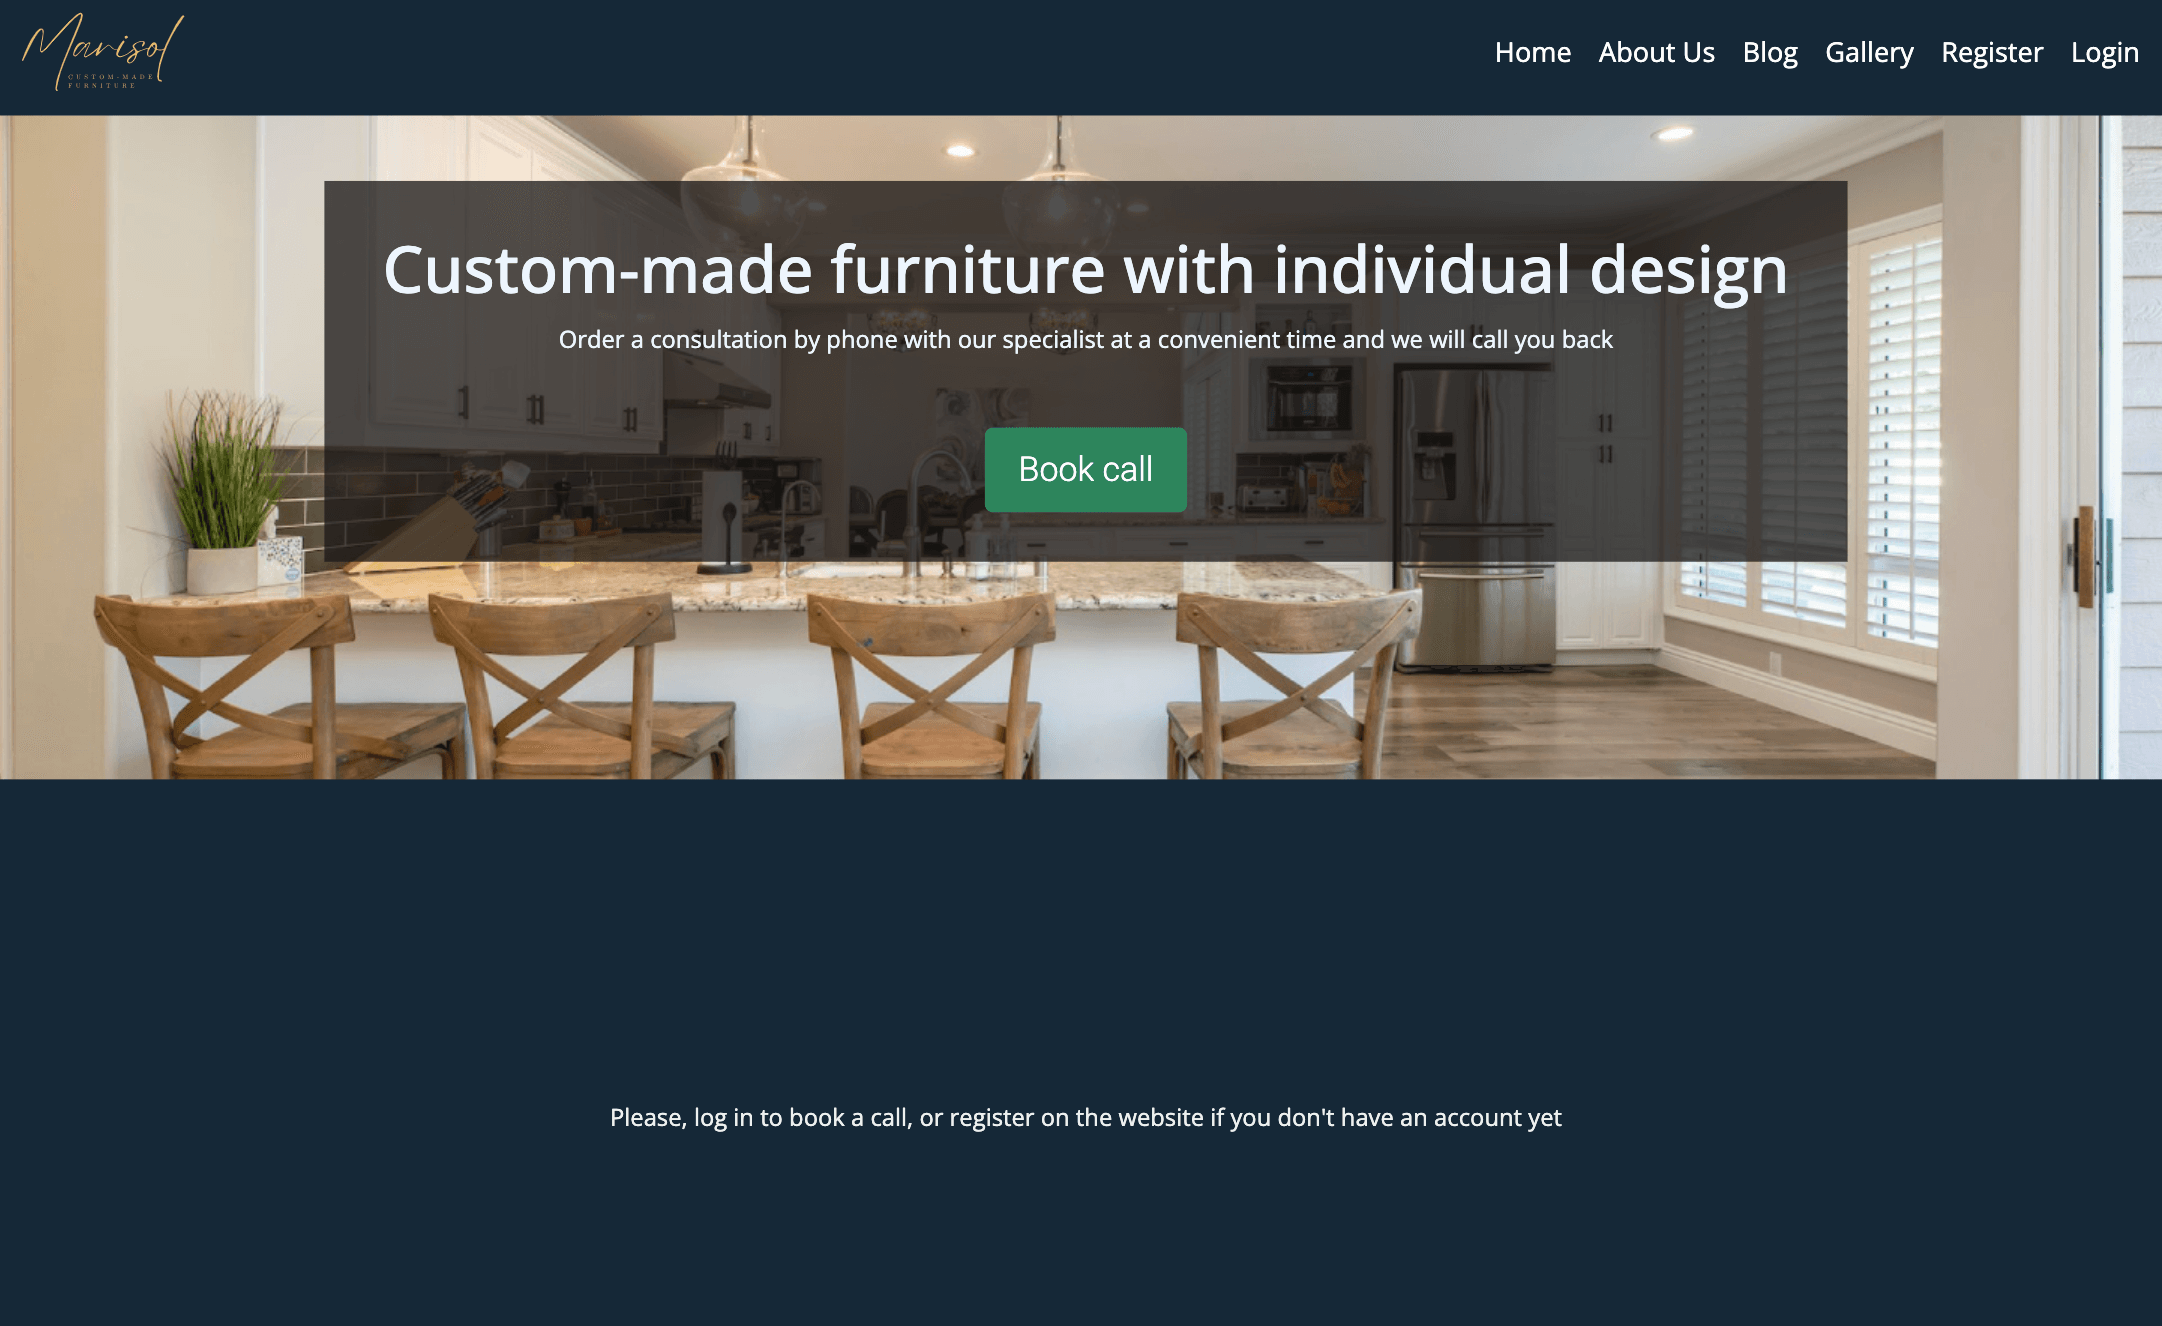 Marisol
CUSTOM-MADE
FURNITURE
Home About Us Blog Gallery Register Login
Custom-made furniture with individual design
Order a consultation by phone with our specialist at a convenient time and we will call you back
Book call
Please, log in to book a call, or register on the website if you don't have an account yet